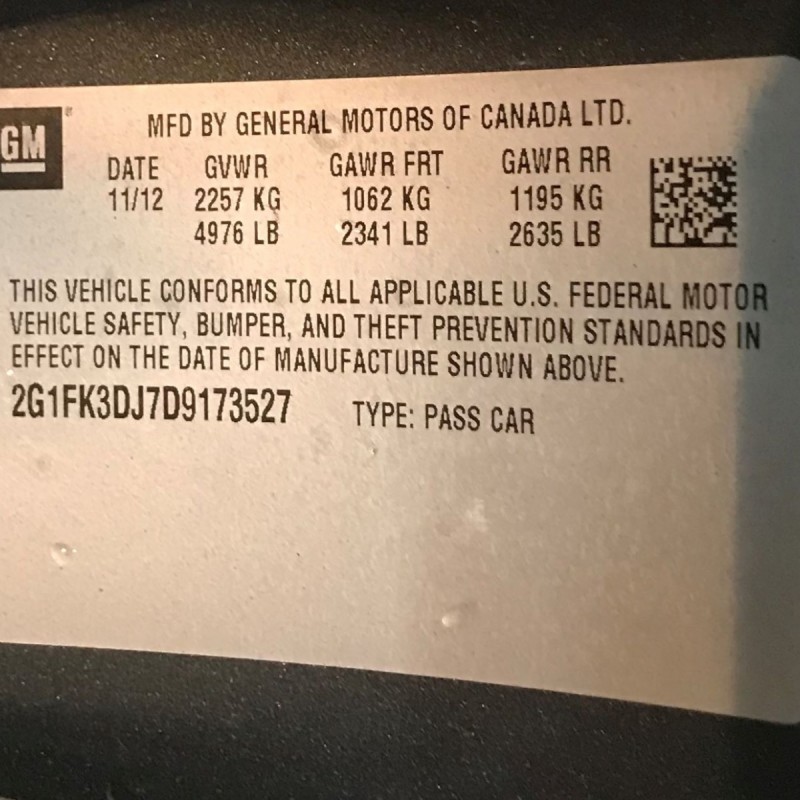 GM
MFD BY GENERAL MOTORS OF CANADA LTD.
DATE GVWR GAWR FRT GAWR RR
11/12 2257 KG 1062 KG 1195 KG
4976 LB 2341 LB 2635 LB
THIS VEHICLE CONFORMS TO ALL APPLICABLE U.S. FEDERAL MOTOR
VEHICLE SAFETY, BUMPER, AND THEFT PREVENTION STANDARDS IN
EFFECT ON THE DATE OF MANUFACTURE SHOWN ABOVE.
2G1FK3DJ7D9173527 TYPE: PASS CAR